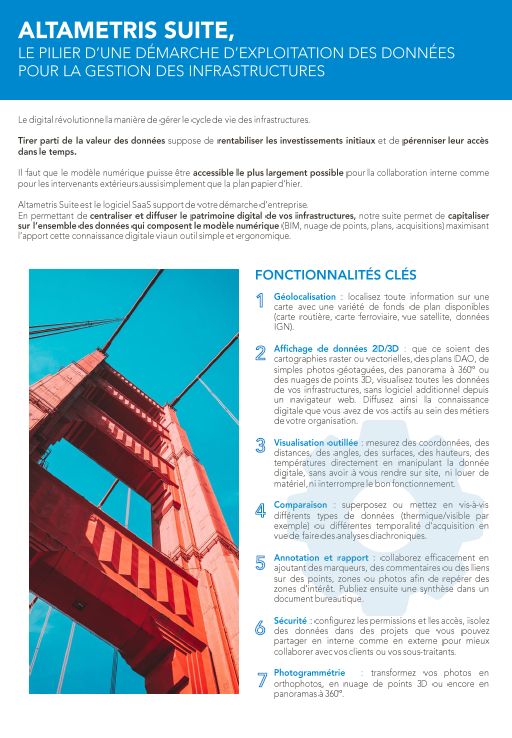 ALTAMETRIS SUITE,
LE PILIER D'UNE DÉMARCHE D'EXPLOITATION DES DONNÉES
POUR LA GESTION DES INFRASTRUCTURES
Le digital révolutionne la manière de gérer le cycle de vie des infrastructures.
Tirer parti de la valeur des données suppose de rentabiliser les investissements initiaux et de pérenniser leur accès
dans le temps.
Il faut que le modèle numérique puisse être accessible le plus largement possible pour la collaboration interne comme
pour les intervenants extérieurs aussi simplement que la plan papier d'hier.
Altametris Suite est le logiciel SaaS support de votre démarche d'entreprise.
En permettant de centraliser et diffuser le patrimoine digital de vos infrastructures, notre suite permet de capitaliser
sur l'ensemble des données qui composent le modèle numérique (BIM, nuage de points, plans, acquisitions) maximisant
l'apport cette connaissance digitale via un outil simple et ergonomique.
FONCTIONNALITÉS CLÉS
1 Géolocalisation : localisez toute information sur une
carte avec une variété de fonds de plan disponibles
(carte routière, carte ferroviaire, vue satellite, données
IGN).
2 Affichage de données 2D/3D : que ce soient des
cartographies raster ou vectorielles, des plans DAO, de
simples photos géotaguées, des panorama à 360° ou
des nuages de points 3D, visualisez toutes les données
de vos infrastructures, sans logiciel additionnel depuis
un navigateur web. Diffusez ainsi la connaissance
digitale que vous avez de vos actifs au sein des métiers
de votre organisation.
3 Visualisation outillée : mesurez des coordonnées, des
distances, des angles, des surfaces, des hauteurs, des
températures directement en manipulant la donnée
digitale, sans avoir à vous rendre sur site, ni louer de
matériel, ni interrompre le bon fonctionnement.
4 Comparaison : superposez ou mettez en vis-à-vis
différents types de données (thermique/visible par
exemple) ou différentes temporalité d'acquisition en
vue de faire des analyses diachroniques.
5 Annotation et rapport : collaborez efficacement en
ajoutant des marqueurs, des commentaires ou des liens
sur des points, zones ou photos afin de repérer des
zones d'intérêt. Publiez ensuite une synthèse dans un
document bureautique.
6 Sécurité : configurez les permissions et les accès, isolez
des données dans des projets que vous pouvez
partager en interne comme en externe pour mieux
collaborer avec vos clients ou vos sous-traitants.
7 Photogrammétrie : transformez vos photos en
orthophotos, en nuage de points 3D ou encore en
panoramas à 360°.